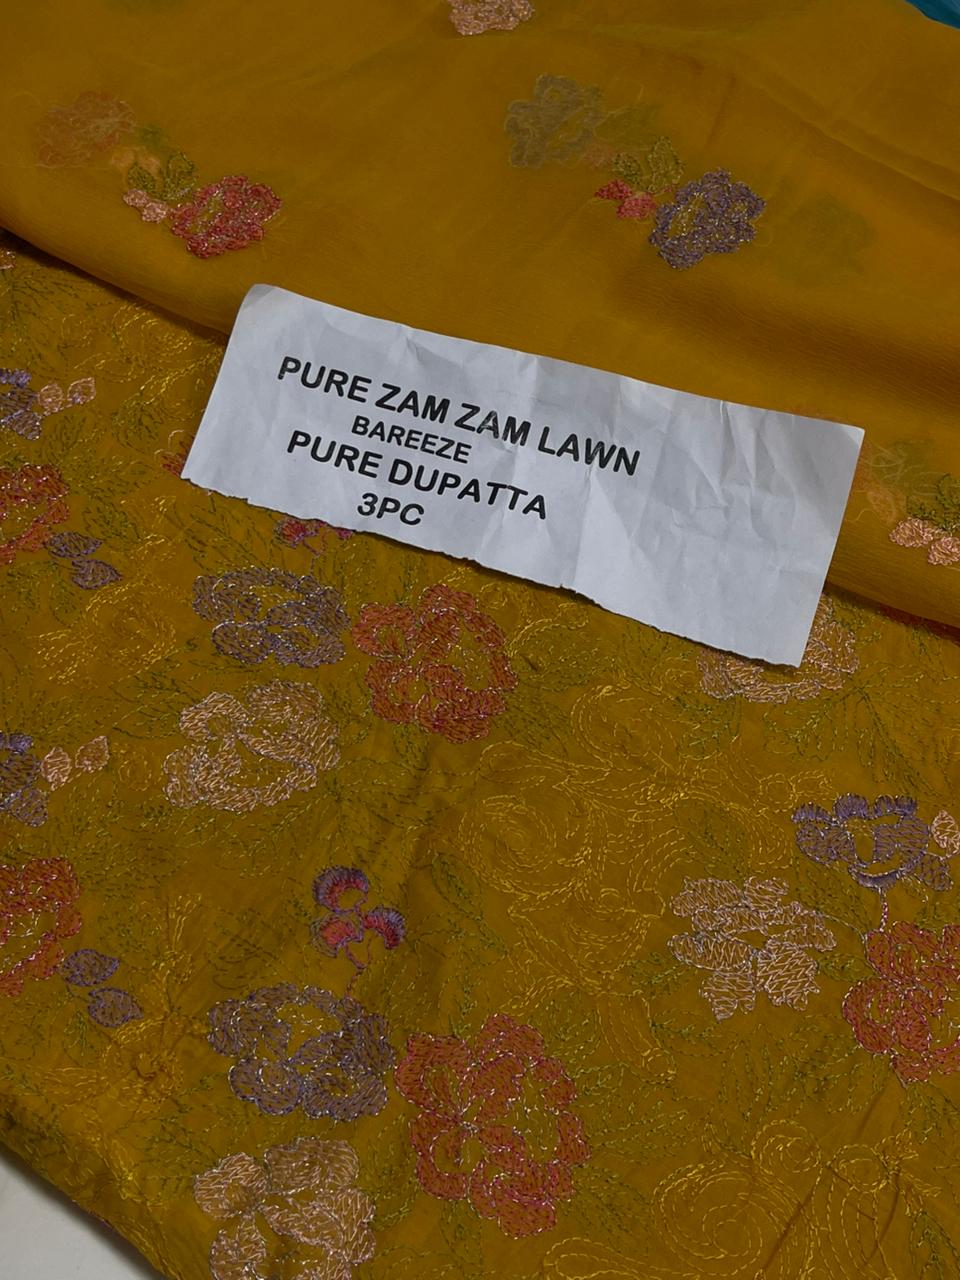 PURE ZAM ZAM LAWN
BAREEZE
PURE DUPATTA
3PC